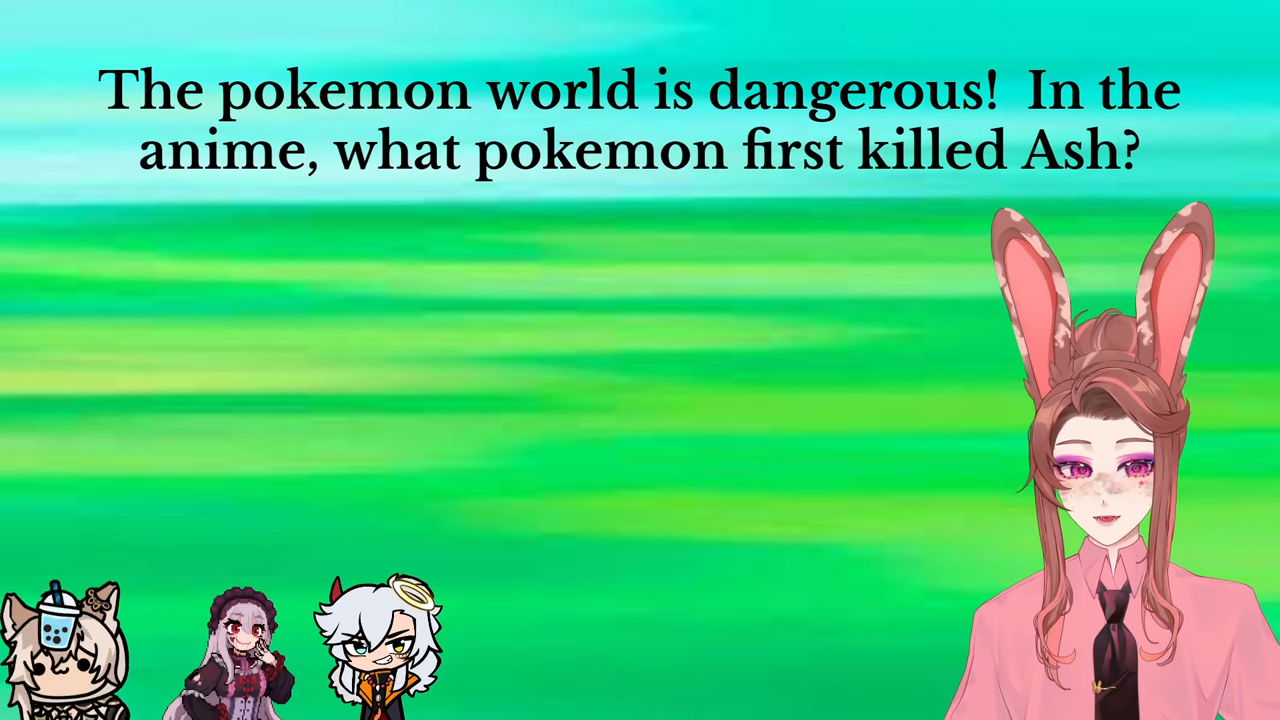 The pokemon world is dangerous!  In the
anime, what pokemon first killed Ash?